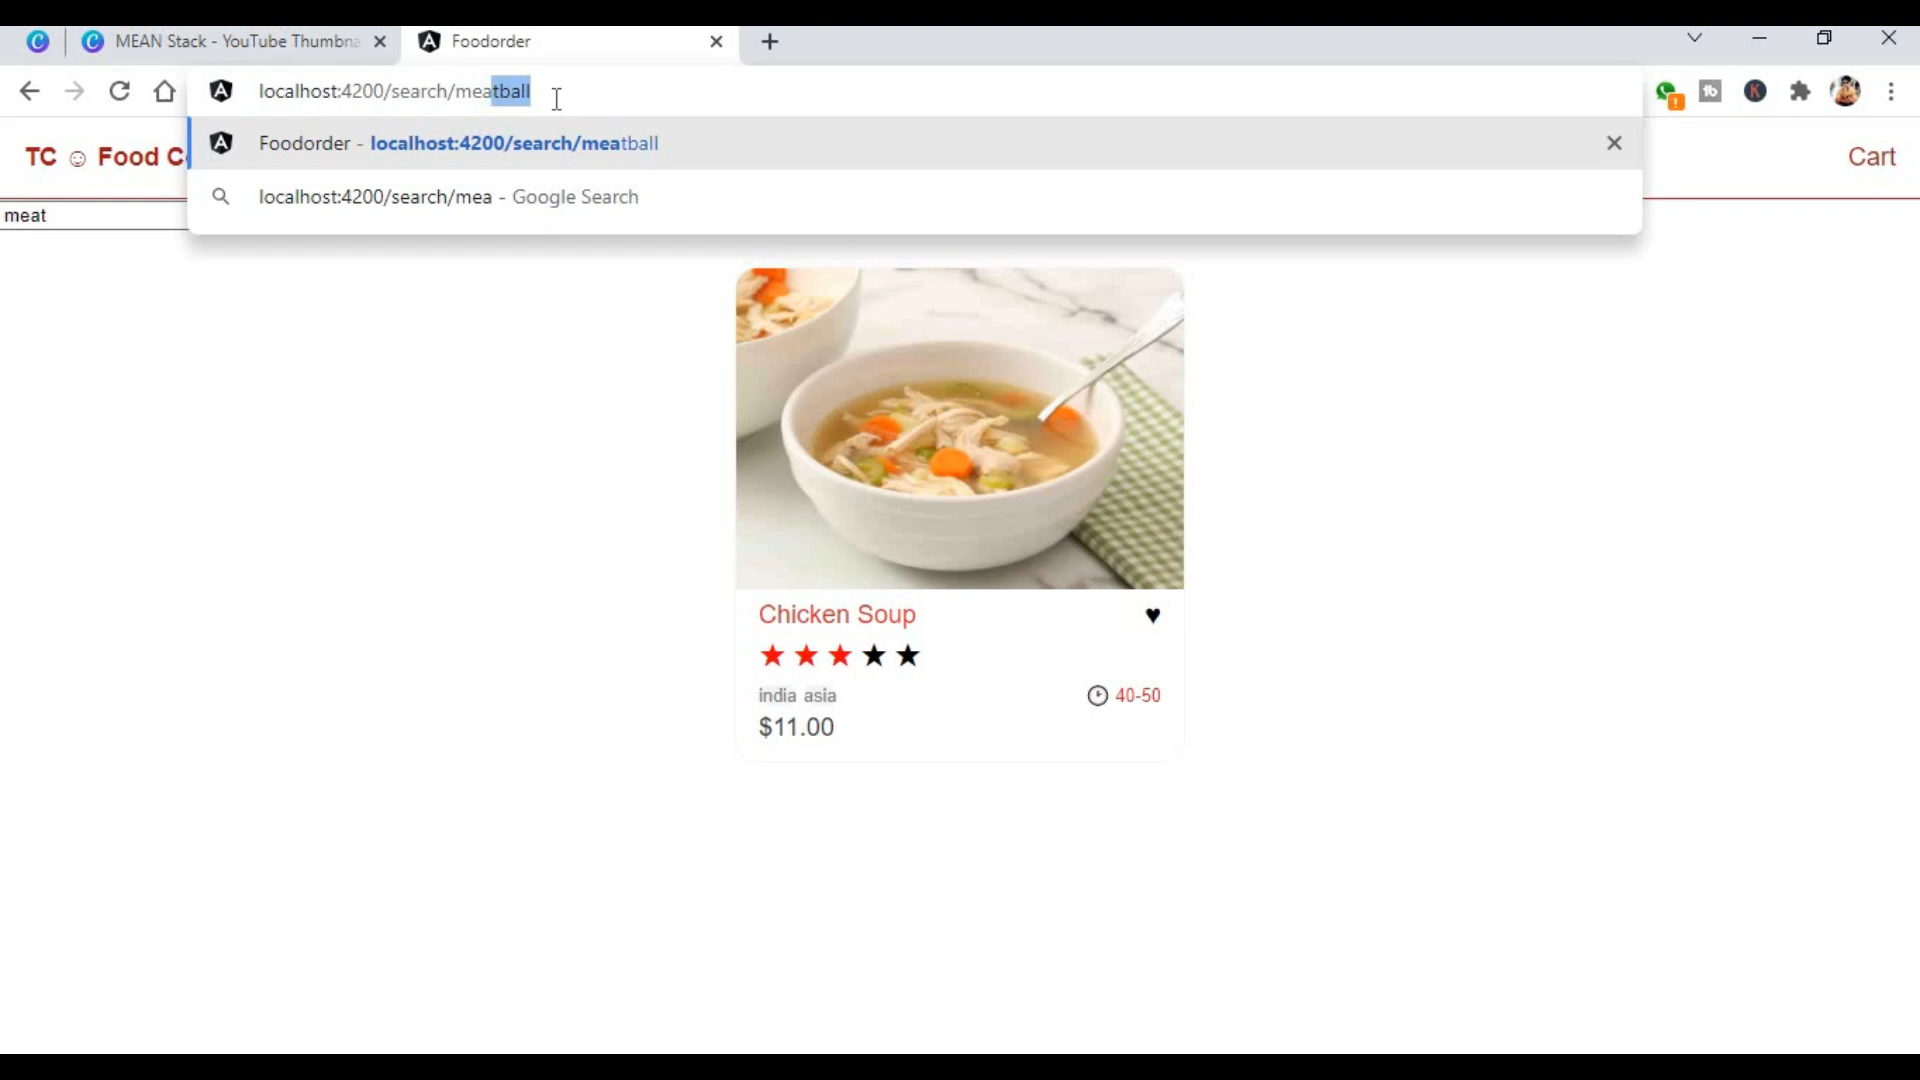 MEAN Stack - YouTube Thumbna
Foodorder
localhost:4200/search/meatball
Foodorder - localhost:4200/search/meatball
TC ☺ Food C
Cart
localhost:4200/search/mea - Google Search
meat
Chicken Soup
india asia
40-50
$11.00